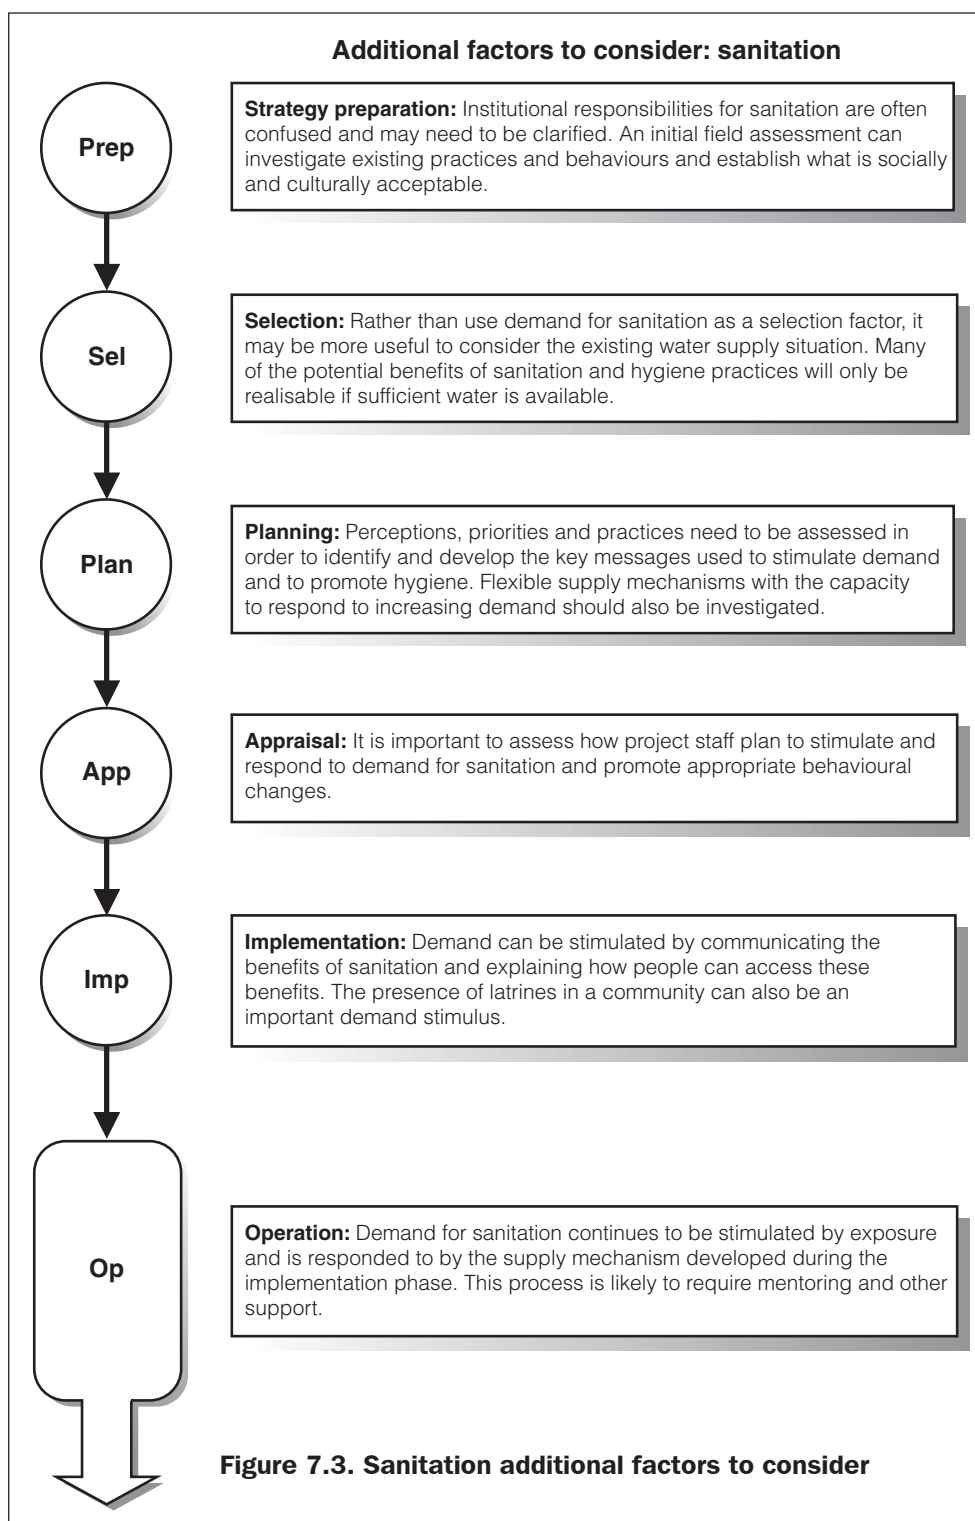 Additional factors to consider: sanitation
Prep
Strategy preparation: Institutional responsibilities for sanitation are often
confused and may need to be clarified. An initial field assessment can
investigate existing practices and behaviours and establish what is socially
and culturally acceptable.
Sel
Selection: Rather than use demand for sanitation as a selection factor, it
may be more useful to consider the existing water supply situation. Many
of the potential benefits of sanitation and hygiene practices will only be
realisable if sufficient water is available.
Plan
Planning: Perceptions, priorities and practices need to be assessed in
order to identify and develop the key messages used to stimulate demand
and to promote hygiene. Flexible supply mechanisms with the capacity
to respond to increasing demand should also be investigated.
App
Appraisal: It is important to assess how project staff plan to stimulate and
respond to demand for sanitation and promote appropriate behavioural
changes.
Imp
Implementation: Demand can be stimulated by communicating the
benefits of sanitation and explaining how people can access these
benefits. The presence of latrines in a community can also be an
important demand stimulus.
Op
Operation: Demand for sanitation continues to be stimulated by exposure
and is responded to by the supply mechanism developed during the
implementation phase. This process is likely to require mentoring and other
support.
Figure 7.3. Sanitation additional factors to consider